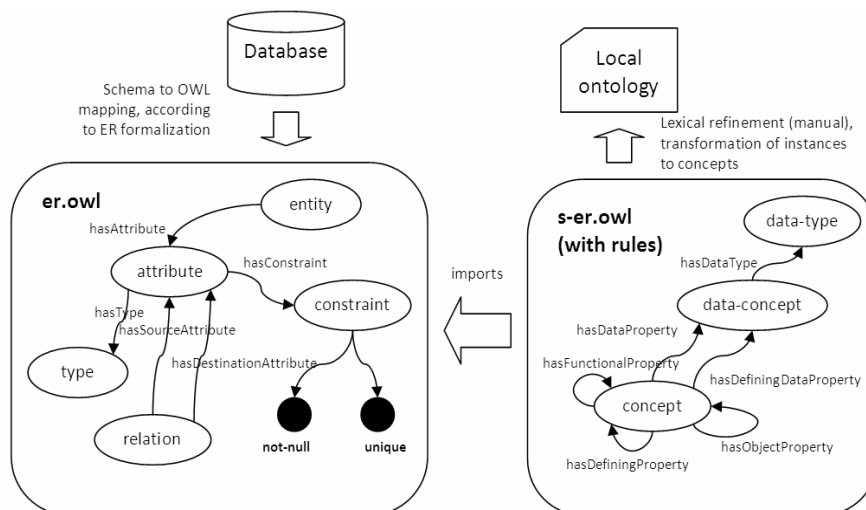 Database
Schema to OWL
mapping, according
to ER formalization
Local
ontology
Lexical refinement (manual),
transformation of instances
to concepts
er.owl
entity
hasAttribute
attribute
hasConstraint
constraint
hasType
hasSourceAttribute
hasDestinationAttribute
type
relation
not-null
unique
imports
s-er.owl
(with rules)
data-type
hasDataType
data-concept
hasDataProperty
hasFunctionalProperty
hasDefiningDataProperty
concept
hasObjectProperty
hasDefiningProperty